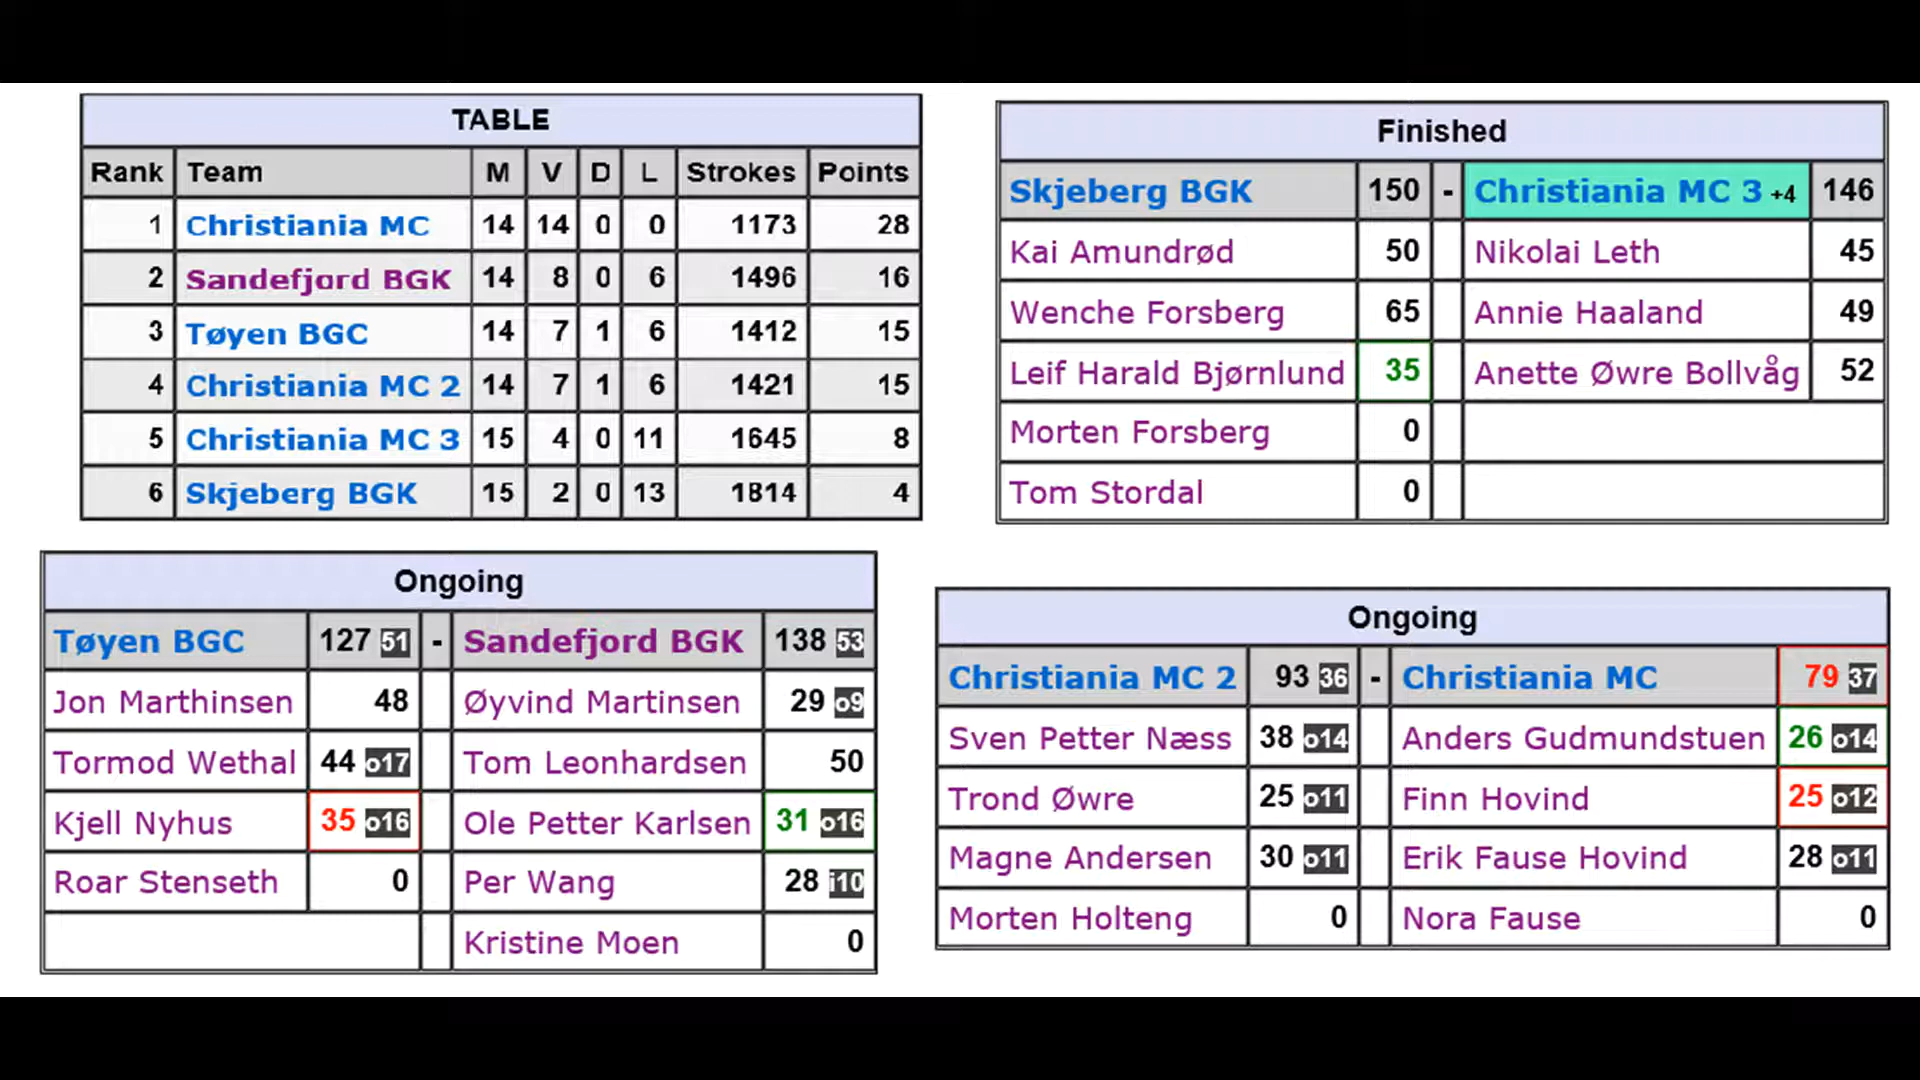 TABLE
Rank Team M V D L Strokes Points
1 Christiania MC 14 14 0 0 1173 28
2 Sandefjord BGK 14 8 0 6 1496 16
3 Tøyen BGC 14 7 1 6 1412 15
4 Christiania MC 2 14 7 1 6 1421 15
5 Christiania MC 3 15 4 0 11 1645 8
6 Skjeberg BGK 15 2 0 13 1814 4
Finished
Skjeberg BGK 150 - Christiania MC 3 +4 146
Kai Amundrød 50 Nikolai Leth 45
Wenche Forsberg 65 Annie Haaland 49
Leif Harald Bjørnlund 35 Anette Øwre Bollvåg 52
Morten Forsberg 0
Tom Stordal 0
Ongoing
Tøyen BGC 127 51 - Sandefjord BGK 138 53
Jon Marthinsen 48 Øyvind Martinsen 29 o9
Tormod Wethal 44 o17 Tom Leonhardsen 50
Kjell Nyhus 35 o16 Ole Petter Karlsen 31 o16
Roar Stenseth 0 Per Wang 28 i10
Kristine Moen 0
Ongoing
Christiania MC 2 93 36 - Christiania MC 79 37
Sven Petter Næss 38 o14 Anders Gudmundstuen 26 o14
Trond Øwre 25 o11 Finn Hovind 25 o12
Magne Andersen 30 o11 Erik Fause Hovind 28 o11
Morten Holteng 0 Nora Fause 0